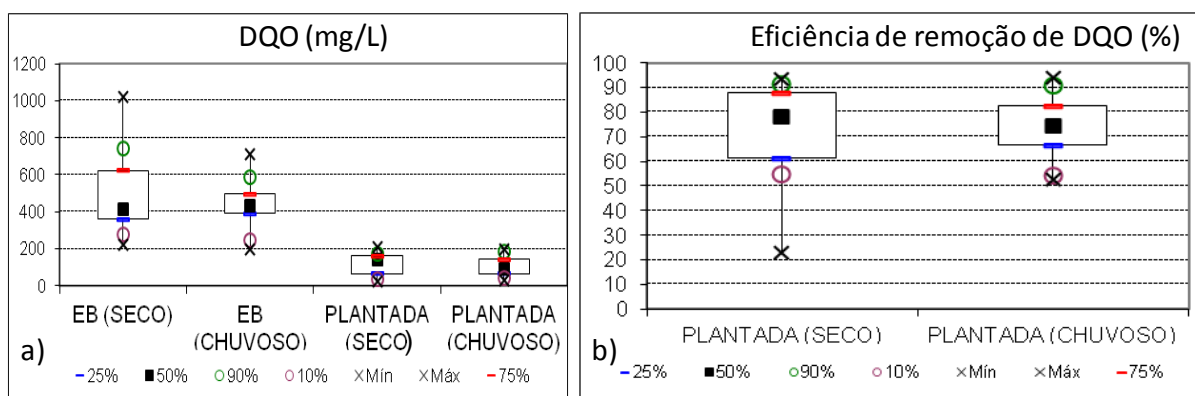 DQO (mg/L)
1200
1000
800
600
400
200
0
EB (SECO)
EB
(CHUVOSO)
PLANTADA
(SECO)
PLANTADA
(CHUVOSO)
a)
25% 50% 90% 10% Mín Máx 75%
Eficiência de remoção de DQO (%)
100
90
80
70
60
50
40
30
20
10
0
PLANTADA (SECO)
PLANTADA (CHUVOSO)
b)
25% 50% 90% 10% Mín Máx 75%